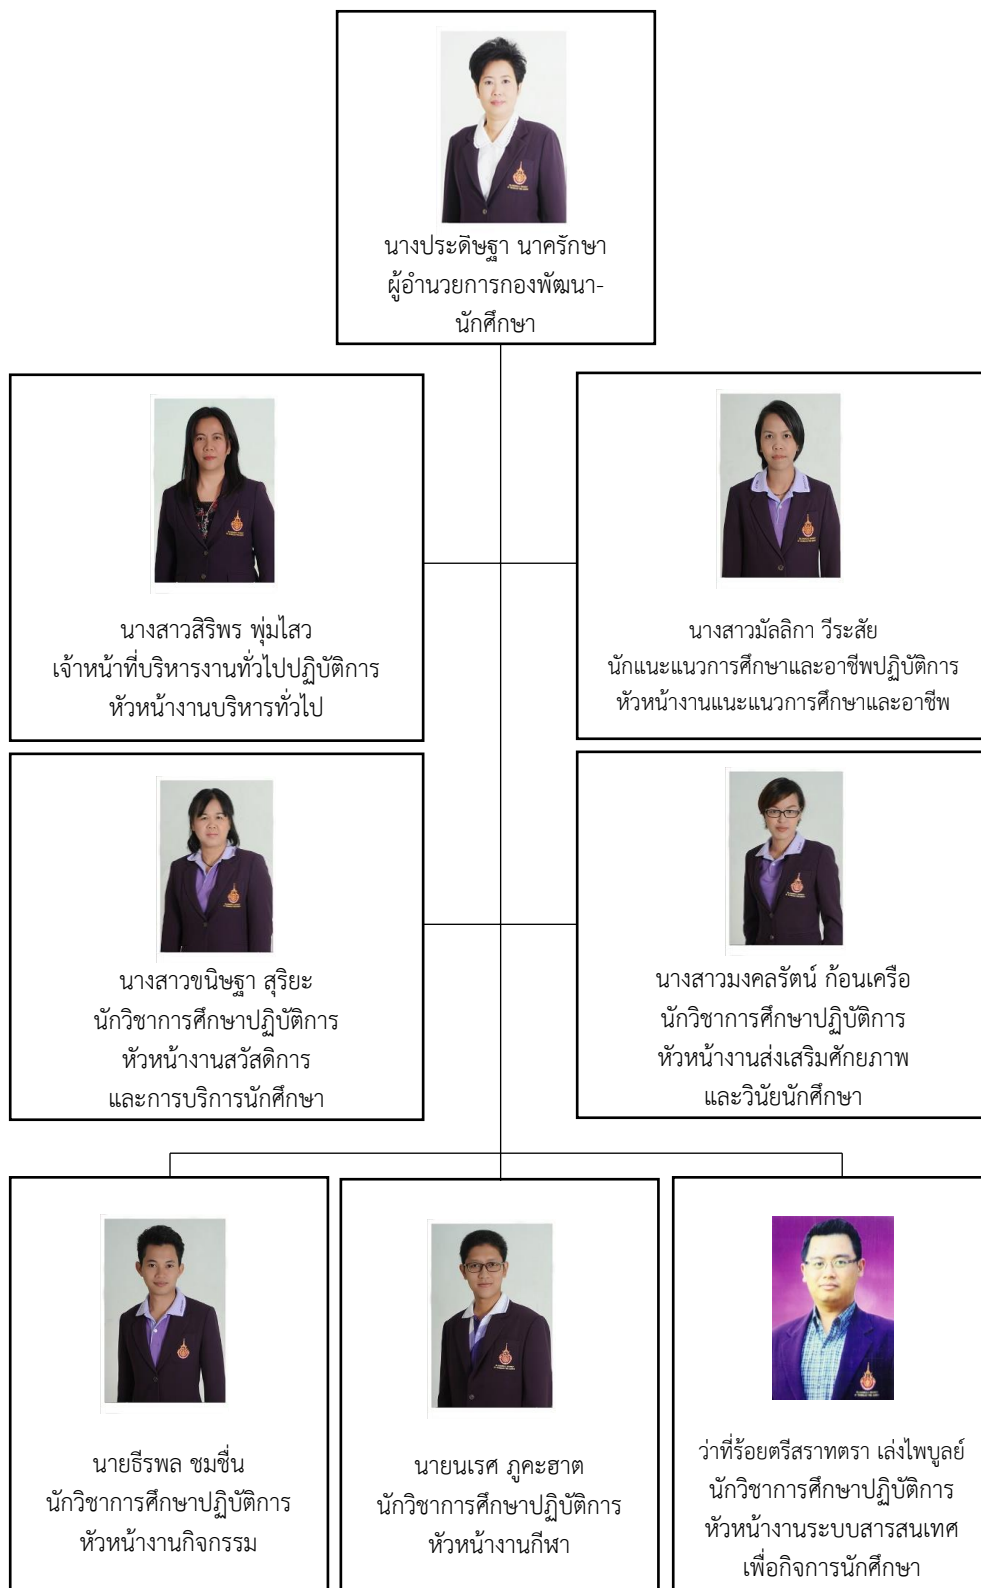 นางประดิษฐา นาครักษา
ผู้อำนวยการกองพัฒนา-
นักศึกษา
นางสาวสิริพร พุ่มไสว
เจ้าหน้าที่บริหารงานทั่วไปปฏิบัติการ
หัวหน้างานบริหารทั่วไป
นางสาวมัลลิกา วีระสัย
นักแนะแนวการศึกษาและอาชีพปฏิบัติการ
หัวหน้างานแนะแนวการศึกษาและอาชีพ
นางสาวขนิษฐา สุริยะ
นักวิชาการศึกษาปฏิบัติการ
หัวหน้างานสวัสดิการ
และการบริการนักศึกษา
นางสาวมงคลรัตน์ ก้อนเครือ
นักวิชาการศึกษาปฏิบัติการ
หัวหน้างานส่งเสริมศักยภาพ
และวินัยนักศึกษา
นายธีรพล ชมชื่น
นักวิชาการศึกษาปฏิบัติการ
หัวหน้างานกิจกรรม
นายนเรศ ภูคะฮาต
นักวิชาการศึกษาปฏิบัติการ
หัวหน้างานกีฬา
ว่าที่ร้อยตรีสราทตรา เล่งไพบูลย์
นักวิชาการศึกษาปฏิบัติการ
หัวหน้างานระบบสารสนเทศ
เพื่อกิจการนักศึกษา